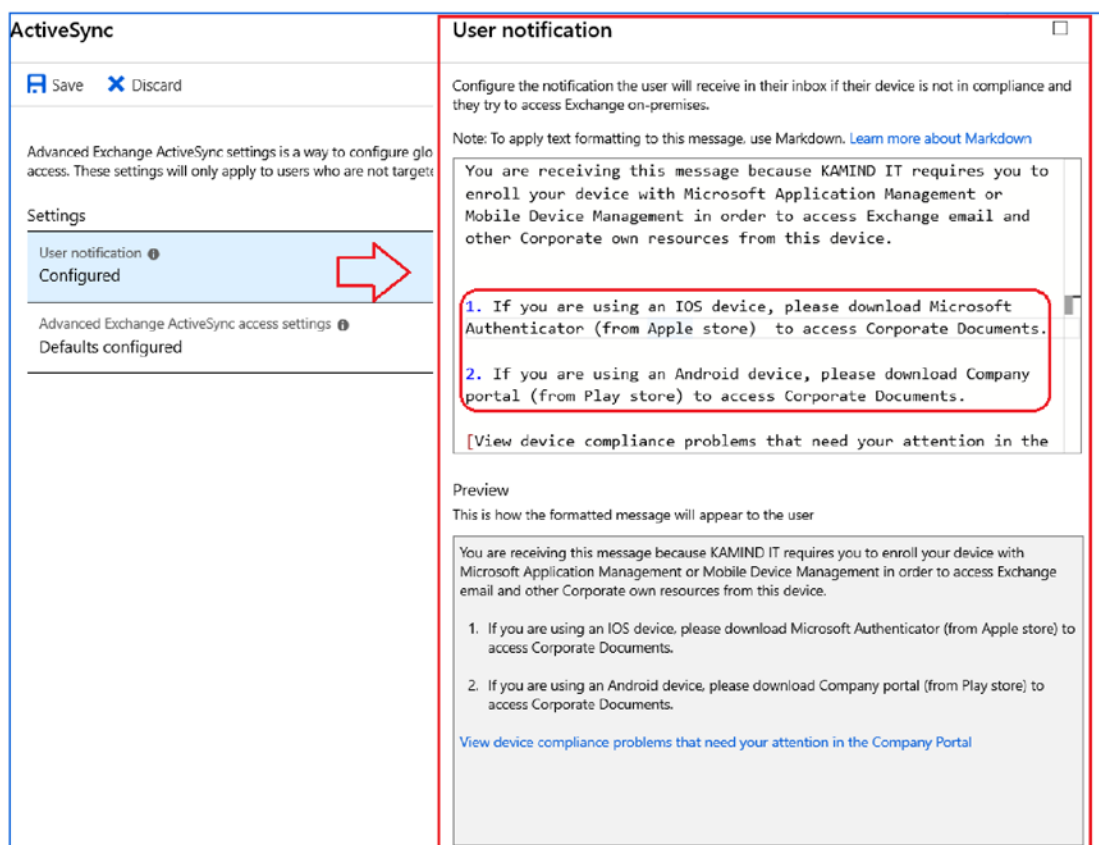 ActiveSync
Save
Discard
Advanced Exchange ActiveSync settings is a way to configure glo
access. These settings will only apply to users who are not targete
Settings
User notification
Configured
Advanced Exchange ActiveSync access settings
Defaults configured
User notification
Configure the notification the user will receive in their inbox if their device is not in compliance and
they try to access Exchange on-premises.
Note: To apply text formatting to this message, use Markdown. Learn more about Markdown
You are receiving this message because KAMIND IT requires you to
enroll your device with Microsoft Application Management or
Mobile Device Management in order to access Exchange email and
other Corporate own resources from this device.
1. If you are using an IOS device, please download Microsoft
Authenticator (from Apple store)  to access Corporate Documents.
2. If you are using an Android device, please download Company
portal (from Play store) to access Corporate Documents.
[View device compliance problems that need your attention in the
Preview
This is how the formatted message will appear to the user
You are receiving this message because KAMIND IT requires you to enroll your device with
Microsoft Application Management or Mobile Device Management in order to access Exchange
email and other Corporate own resources from this device.
1. If you are using an IOS device, please download Microsoft Authenticator (from Apple store) to
access Corporate Documents.
2. If you are using an Android device, please download Company portal (from Play store) to
access Corporate Documents.
View device compliance problems that need your attention in the Company Portal